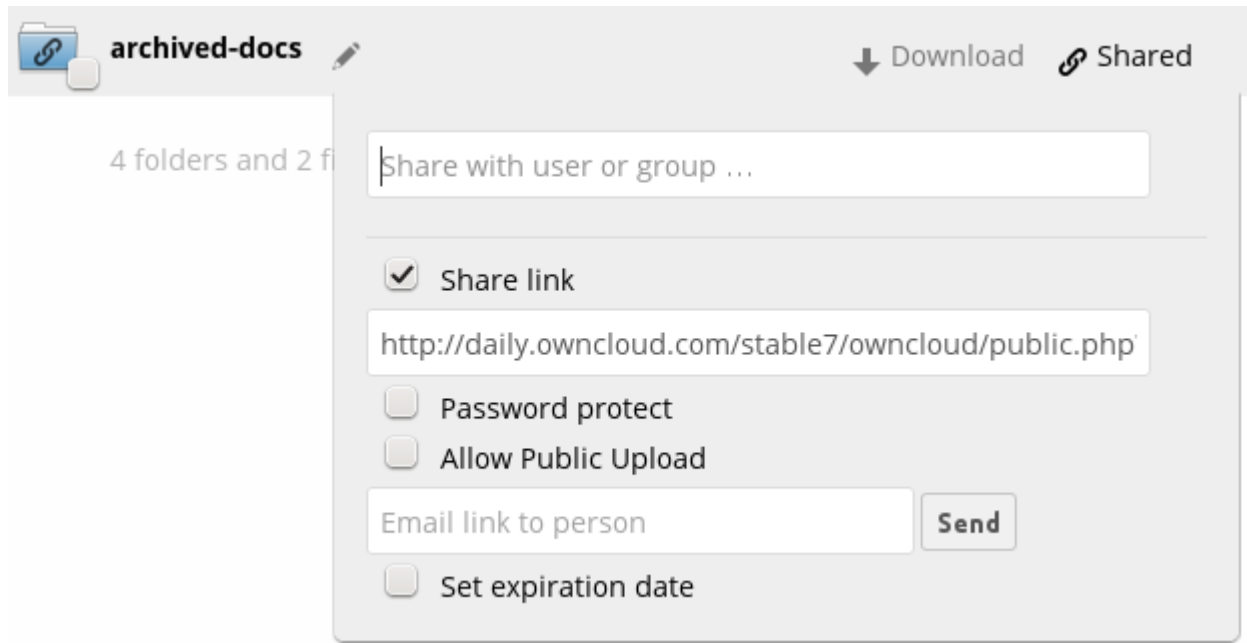 archived-docs Download Shared
4 folders and 2
Share with user or group ...
Share link
http://daily.owncloud.com/stable7/owncloud/public.php
Password protect
Allow Public Upload
Email link to person Send
Set expiration date